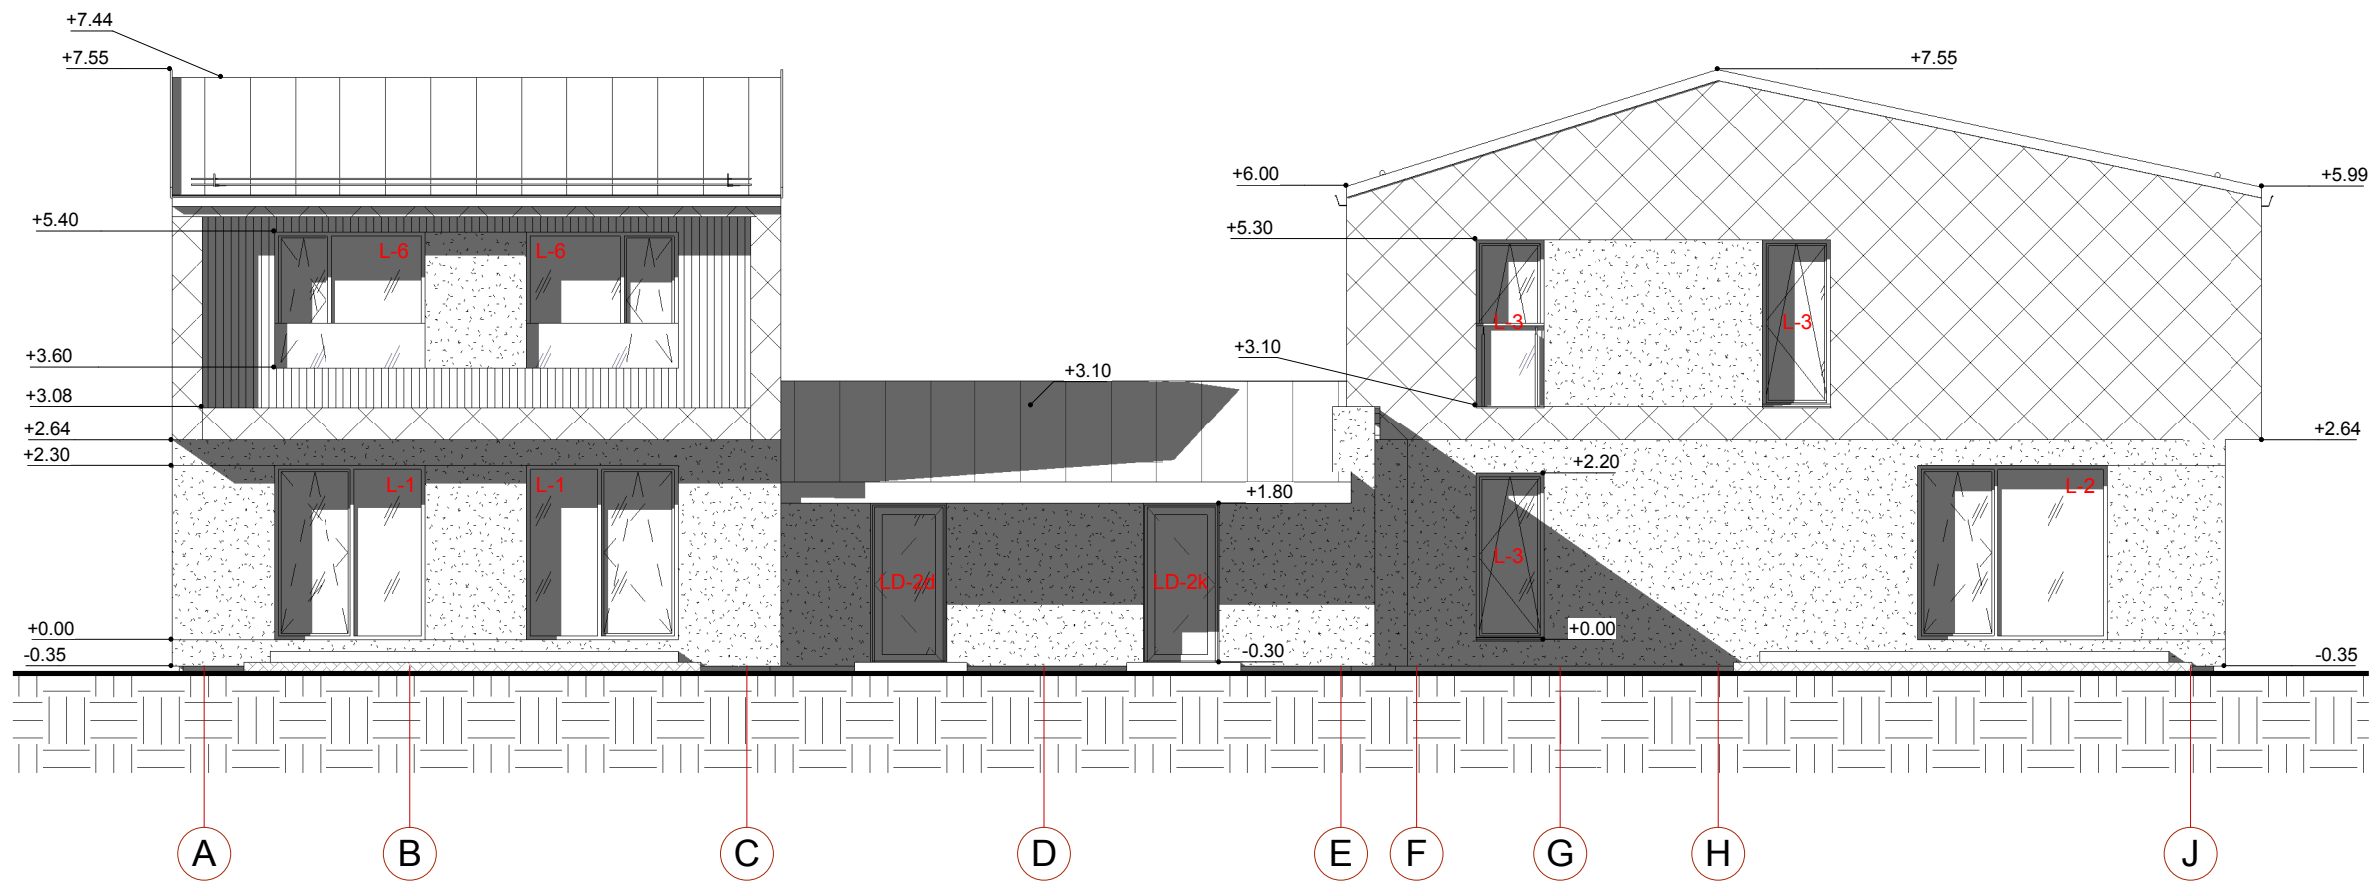 +7.44
+7.55
+7.55
+6.00
+5.99
+5.40
+5.30
L-6
L-6
L-3
L-3
+3.60
+3.10
+3.10
+3.08
+2.64
+2.64
+2.30
+2.20
L-1
L-1
+1.80
L-2
LD-2d
LD-2k
L-3
+0.00
+0.00
-0.35
-0.30
-0.35
A
B
C
D
E
F
G
H
J